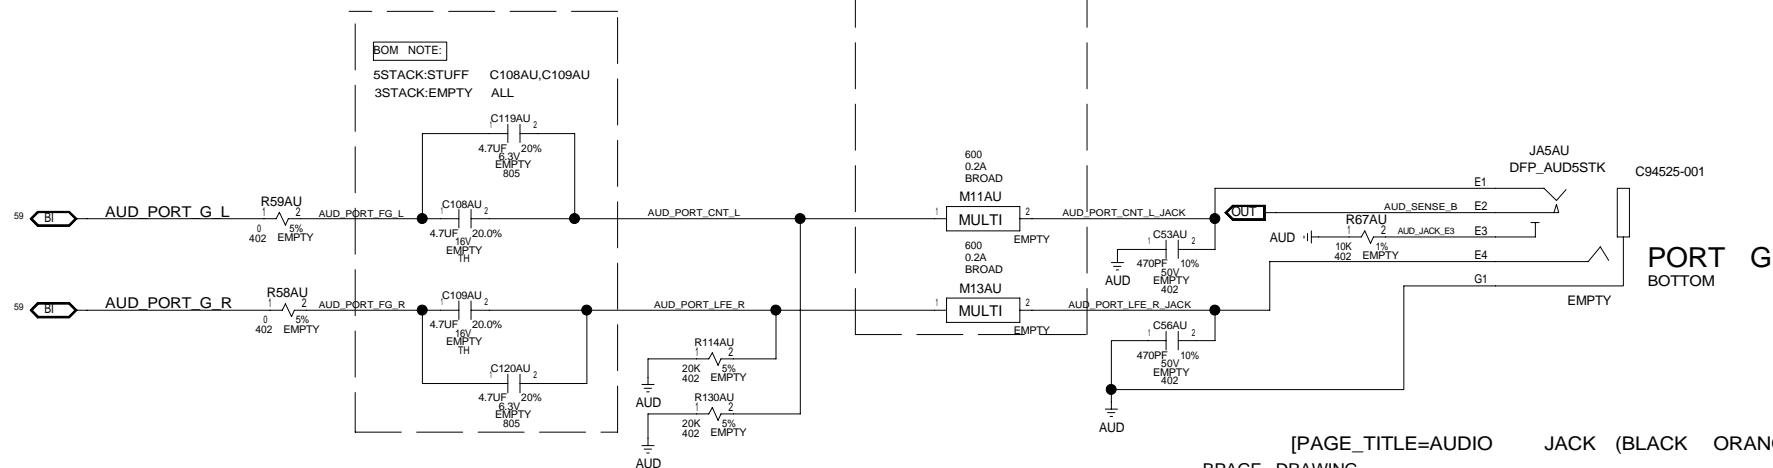 BOM NOTE:
5STACK:STUFF C108AU,C109AU
3STACK:EMPTY ALL
C119AU
1 2
4.7UF 20%
6.3V
EMPTY
805
600
0.2A
BROAD
M11AU
1 MULTI 2
EMPTY
JA5AU
DFP_AUD5STK
C94525-001
59 BI AUD_PORT_G_L
R59AU
1 2
0 5%
402 EMPTY
AUD_PORT_FG_L
C108AU
1 2
4.7UF 20.0%
16V
EMPTY
TH
AUD_PORT_CNT_L
AUD_PORT_CNT_L_JACK
E1
OUT AUD_SENSE_B E2
R67AU
AUD 1 2 AUD_JACK_E3 E3
10K 1%
402 EMPTY
C53AU
1 2
470PF 10%
50V
EMPTY
402
AUD
E4
G1
PORT G
BOTTOM
EMPTY
600
0.2A
BROAD
M13AU
1 MULTI 2
EMPTY
59 BI AUD_PORT_G_R
R58AU
1 2
0 5%
402 EMPTY
AUD_PORT_FG_R
C109AU
1 2
4.7UF 20.0%
16V
EMPTY
TH
AUD_PORT_LFE_R
AUD_PORT_LFE_R_JACK
C56AU
1 2
470PF 10%
50V
EMPTY
402
AUD
C120AU
1 2
4.7UF 20%
6.3V
EMPTY
805
R114AU
1 2
20K 5%
402 EMPTY
AUD
R130AU
1 2
20K 5%
402 EMPTY
AUD
[PAGE_TITLE=AUDIO JACK (BLACK